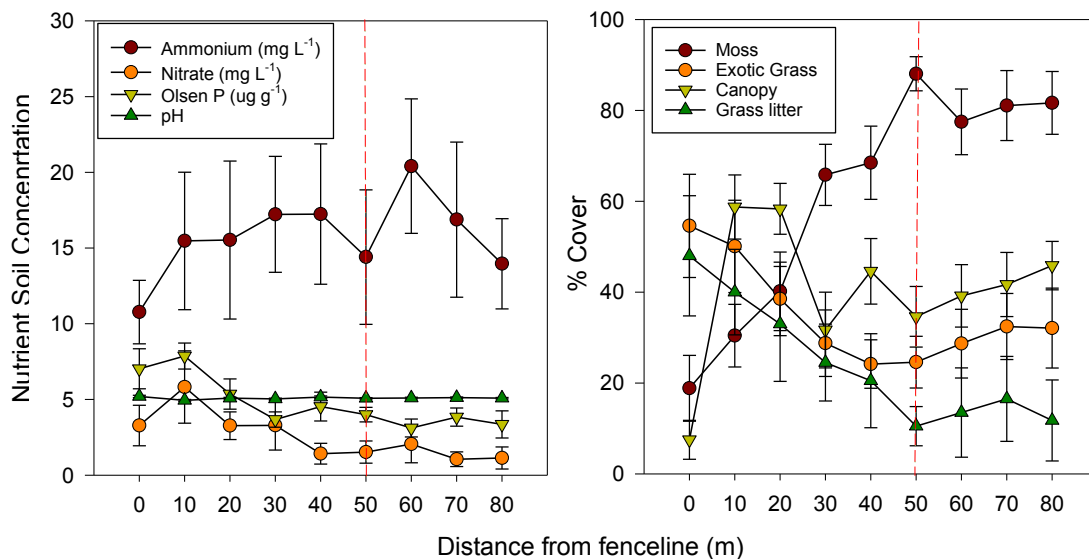 30
25
20
15
10
5
0
Nutrient Soil Concenrtation
Ammonium (mg L-1)
Nitrate (mg L-1)
Olsen P (ug g-1)
pH
0 10 20 30 40 50 60 70 80
100
80
60
40
20
0
% Cover
Moss
Exotic Grass
Canopy
Grass litter
0 10 20 30 40 50 60 70 80
Distance from fenceline (m)